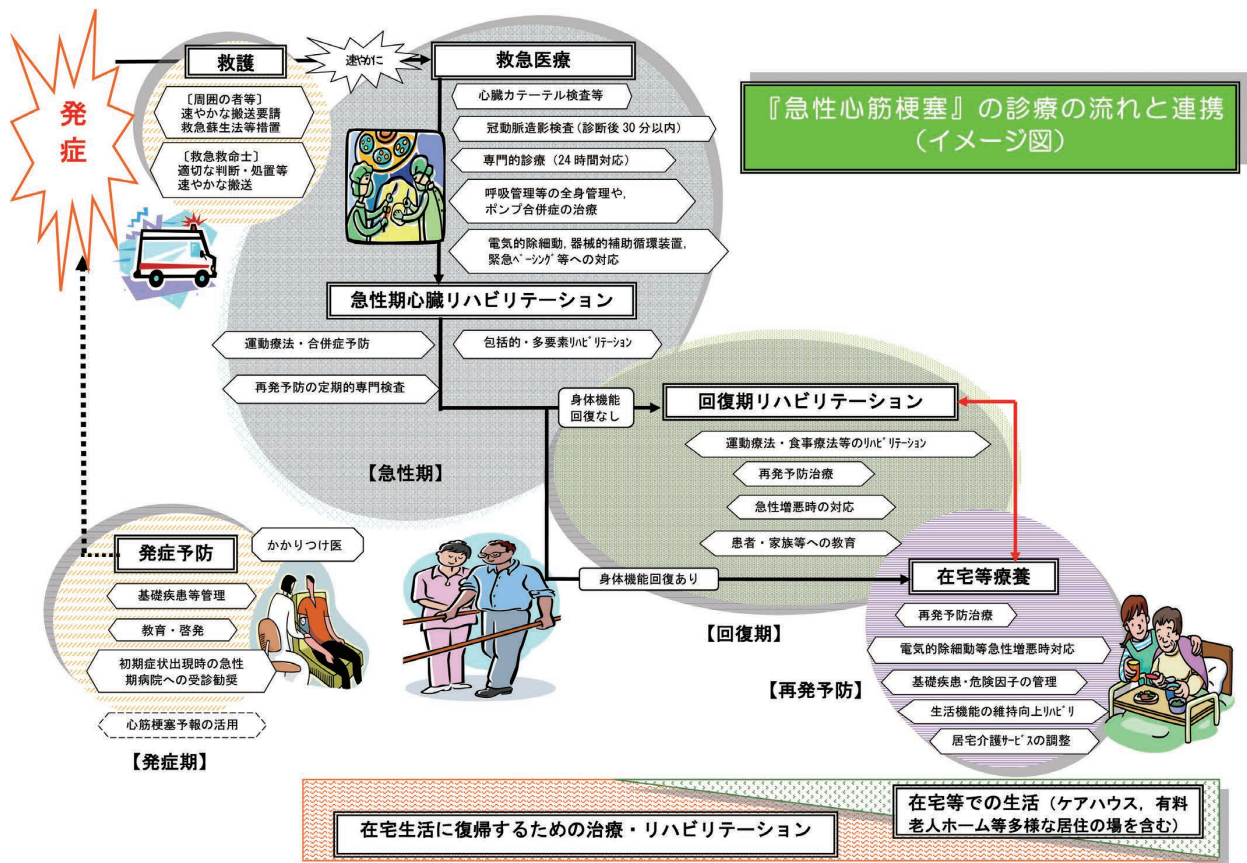 『急性心筋梗塞』の診療の流れと連携
（イメージ図）
発
症
救護
〔周囲の者等〕
速やかな搬送要請
救急蘇生法等措置
〔救急救命士〕
適切な判断・処置等
速やかな搬送
速やかに
救急医療
心臓カテーテル検査等
冠動脈造影検査（診断後30分以内）
専門的診療（24時間対応）
呼吸管理等の全身管理や，
ポンプ合併症の治療
電気的除細動，器械的補助循環装置，
緊急ﾍﾟｰｼﾝｸﾞ等への対応
急性期心臓リハビリテーション
運動療法・合併症予防
包括的・多要素ﾘﾊﾋﾞﾘﾃｰｼｮﾝ
再発予防の定期的専門検査
【急性期】
身体機能
回復なし
回復期リハビリテーション
運動療法・食事療法等のﾘﾊﾋﾞﾘﾃｰｼｮﾝ
再発予防治療
急性増悪時の対応
患者・家族等への教育
身体機能回復あり
【回復期】
発症予防
かかりつけ医
基礎疾患等管理
教育・啓発
初期症状出現時の急性
期病院への受診勧奨
心筋梗塞予報の活用
【発症期】
在宅等療養
再発予防治療
電気的除細動等急性増悪時対応
基礎疾患・危険因子の管理
生活機能の維持向上ﾘﾊﾋﾞﾘ
居宅介護ｻｰﾋﾞｽの調整
【再発予防】
在宅生活に復帰するための治療・リハビリテーション
在宅等での生活（ケアハウス，有料
老人ホーム等多様な居住の場を含む）